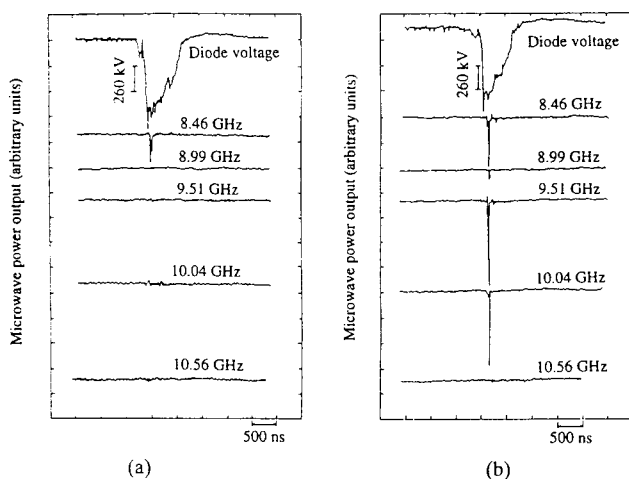 Microwave power output (arbitrary units)
Diode voltage
260 kV
8.46 GHz
8.99 GHz
9.51 GHz
10.04 GHz
10.56 GHz
500 ns
(a)
Microwave power output (arbitrary units)
Diode voltage
260 kV
8.46 GHz
8.99 GHz
9.51 GHz
10.04 GHz
10.56 GHz
500 ns
(b)